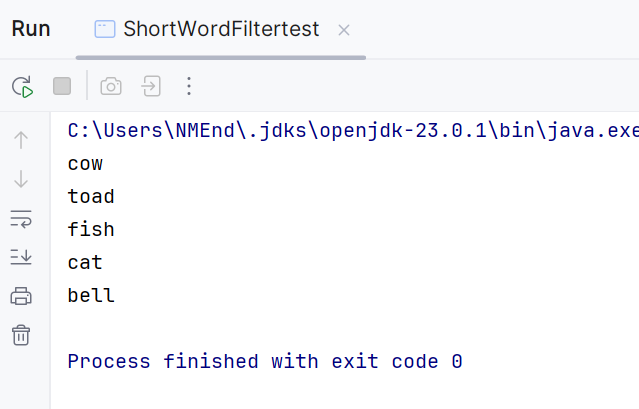 Run ShortWordFiltertest
C:\Users\NMEnd\.jdks\openjdk-23.0.1\bin\java.exe
cow
toad
fish
cat
bell
Process finished with exit code 0